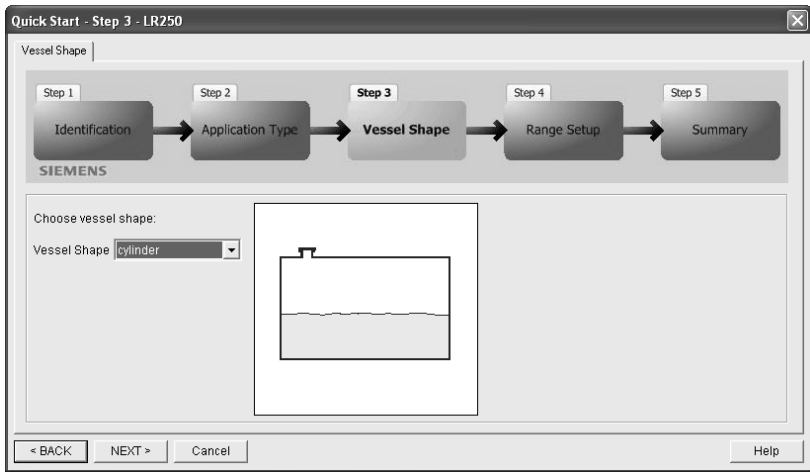 Quick Start - Step 3 - LR250
Vessel Shape
Step 1
Step 2
Step 3
Step 4
Step 5
Identification
Application Type
Vessel Shape
Range Setup
Summary
SIEMENS
Choose vessel shape:
Vessel Shape cylinder
< BACK
NEXT >
Cancel
Help